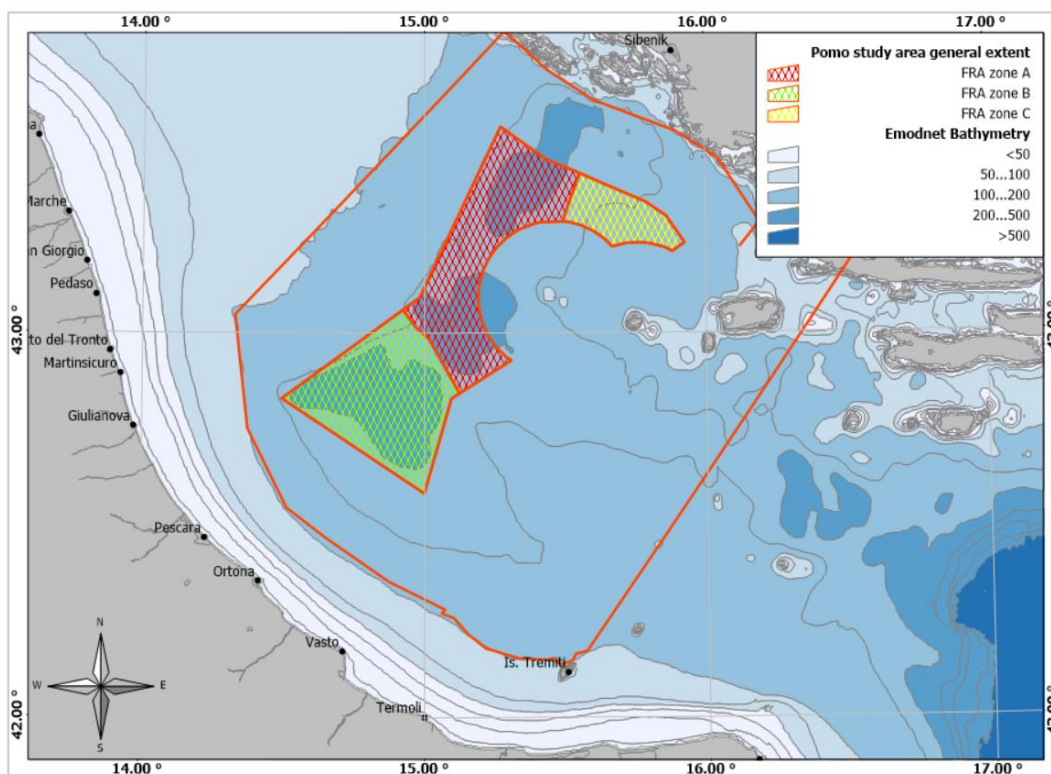 14.00 °
15.00 °
16.00 °
17.00 °
Sibenik
Pomo study area general extent
FRA zone A
FRA zone B
FRA zone C
Emodnet Bathymetry
<50
50...100
100...200
200...500
>500
a
Marche
n Giorgio
Pedaso
43.00 °
to del Tronto
Martinsicuro
Giulianova
Pescara
Ortona
Vasto
Is. Tremiti
Termoli
N
W
E
S
42.00 °
14.00 °
15.00 °
16.00 °
17.00 °